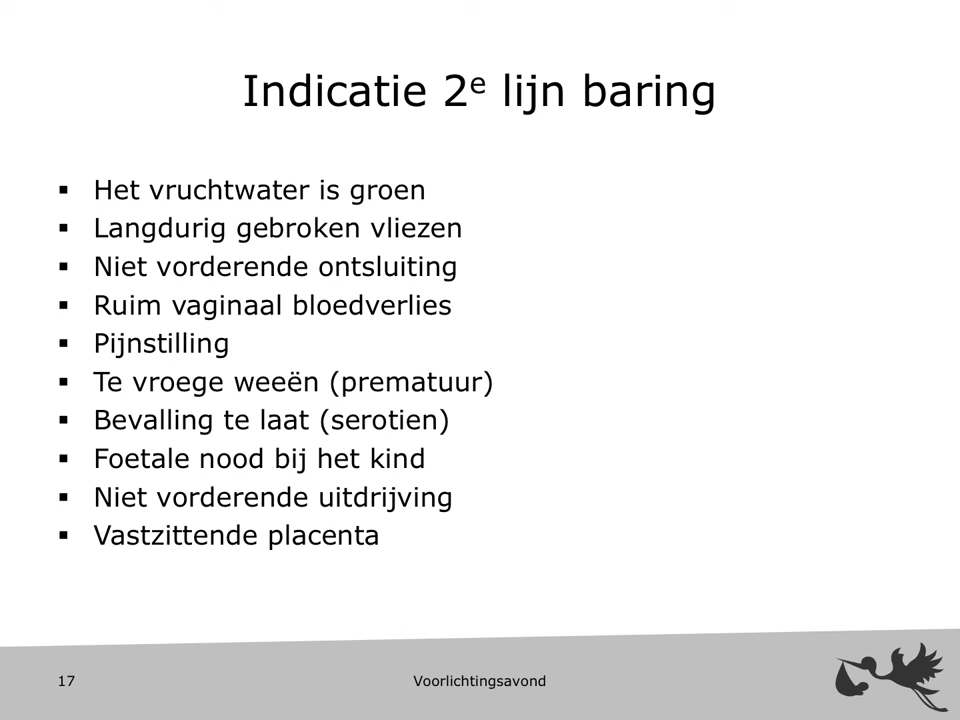 Indicatie 2e lijn baring
▪ Het vruchtwater is groen
▪ Langdurig gebroken vliezen
▪ Niet vorderende ontsluiting
▪ Ruim vaginaal bloedverlies
▪ Pijnstilling
▪ Te vroege weeën (prematuur)
▪ Bevalling te laat (serotien)
▪ Foetale nood bij het kind
▪ Niet vorderende uitdrijving
▪ Vastzittende placenta
17 Voorlichtingsavond